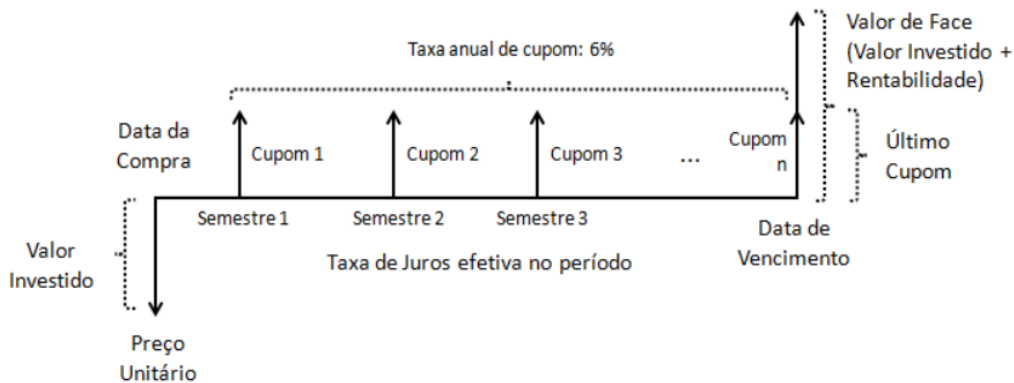 Valor de Face
(Valor Investido +
Rentabilidade)
Taxa anual de cupom: 6%
Data da
Compra
Cupom 1
Cupom 2
Cupom 3
...
Cupom
n
Último
Cupom
Semestre 1
Semestre 2
Semestre 3
Data de
Vencimento
Valor
Investido
Taxa de Juros efetiva no período
Preço
Unitário